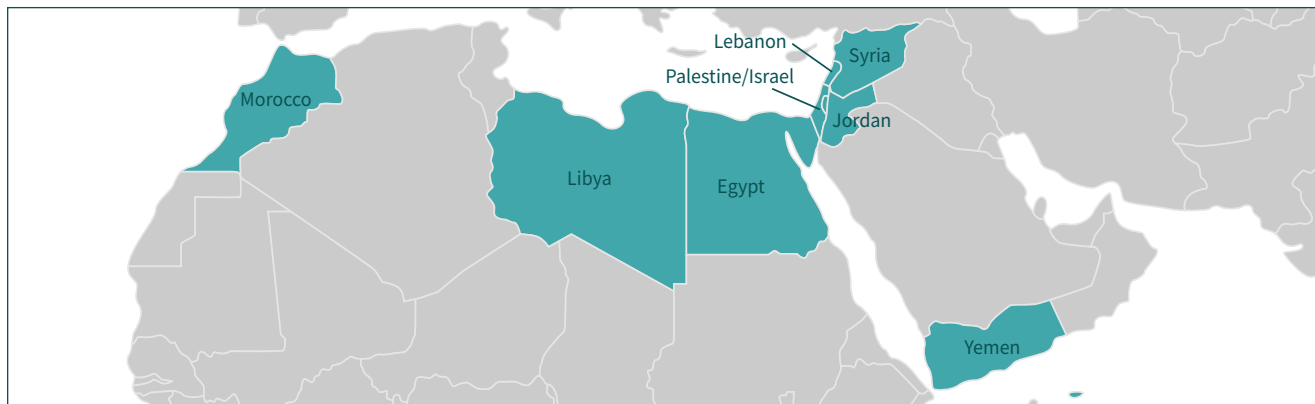 Lebanon
Syria
Palestine/Israel
Morocco
Jordan
Libya
Egypt
Yemen